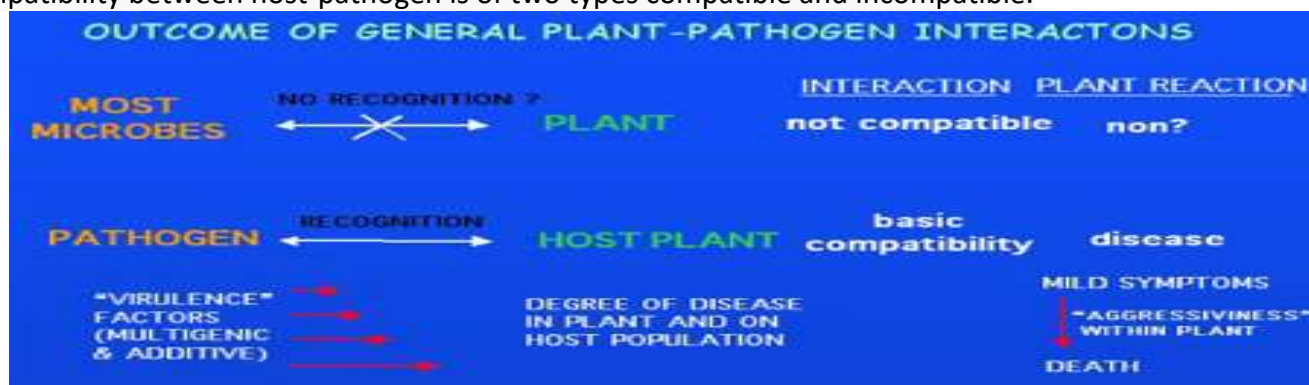 compatibility between host-pathogen is of two types compatible and incompatible.
OUTCOME OF GENERAL PLANT-PATHOGEN INTERACTONS
INTERACTION PLANT REACTION
MOST MICROBES
NO RECOGNITION ?
PLANT
not compatible
non?
PATHOGEN
RECOGNITION
HOST PLANT
basic
compatibility
disease
"VIRULENCE"
FACTORS
(MULTIGENIC
& ADDITIVE)
DEGREE OF DISEASE
IN PLANT AND ON
HOST POPULATION
MILD SYMPTOMS
"AGGRESSIVINESS"
WITHIN PLANT
DEATH